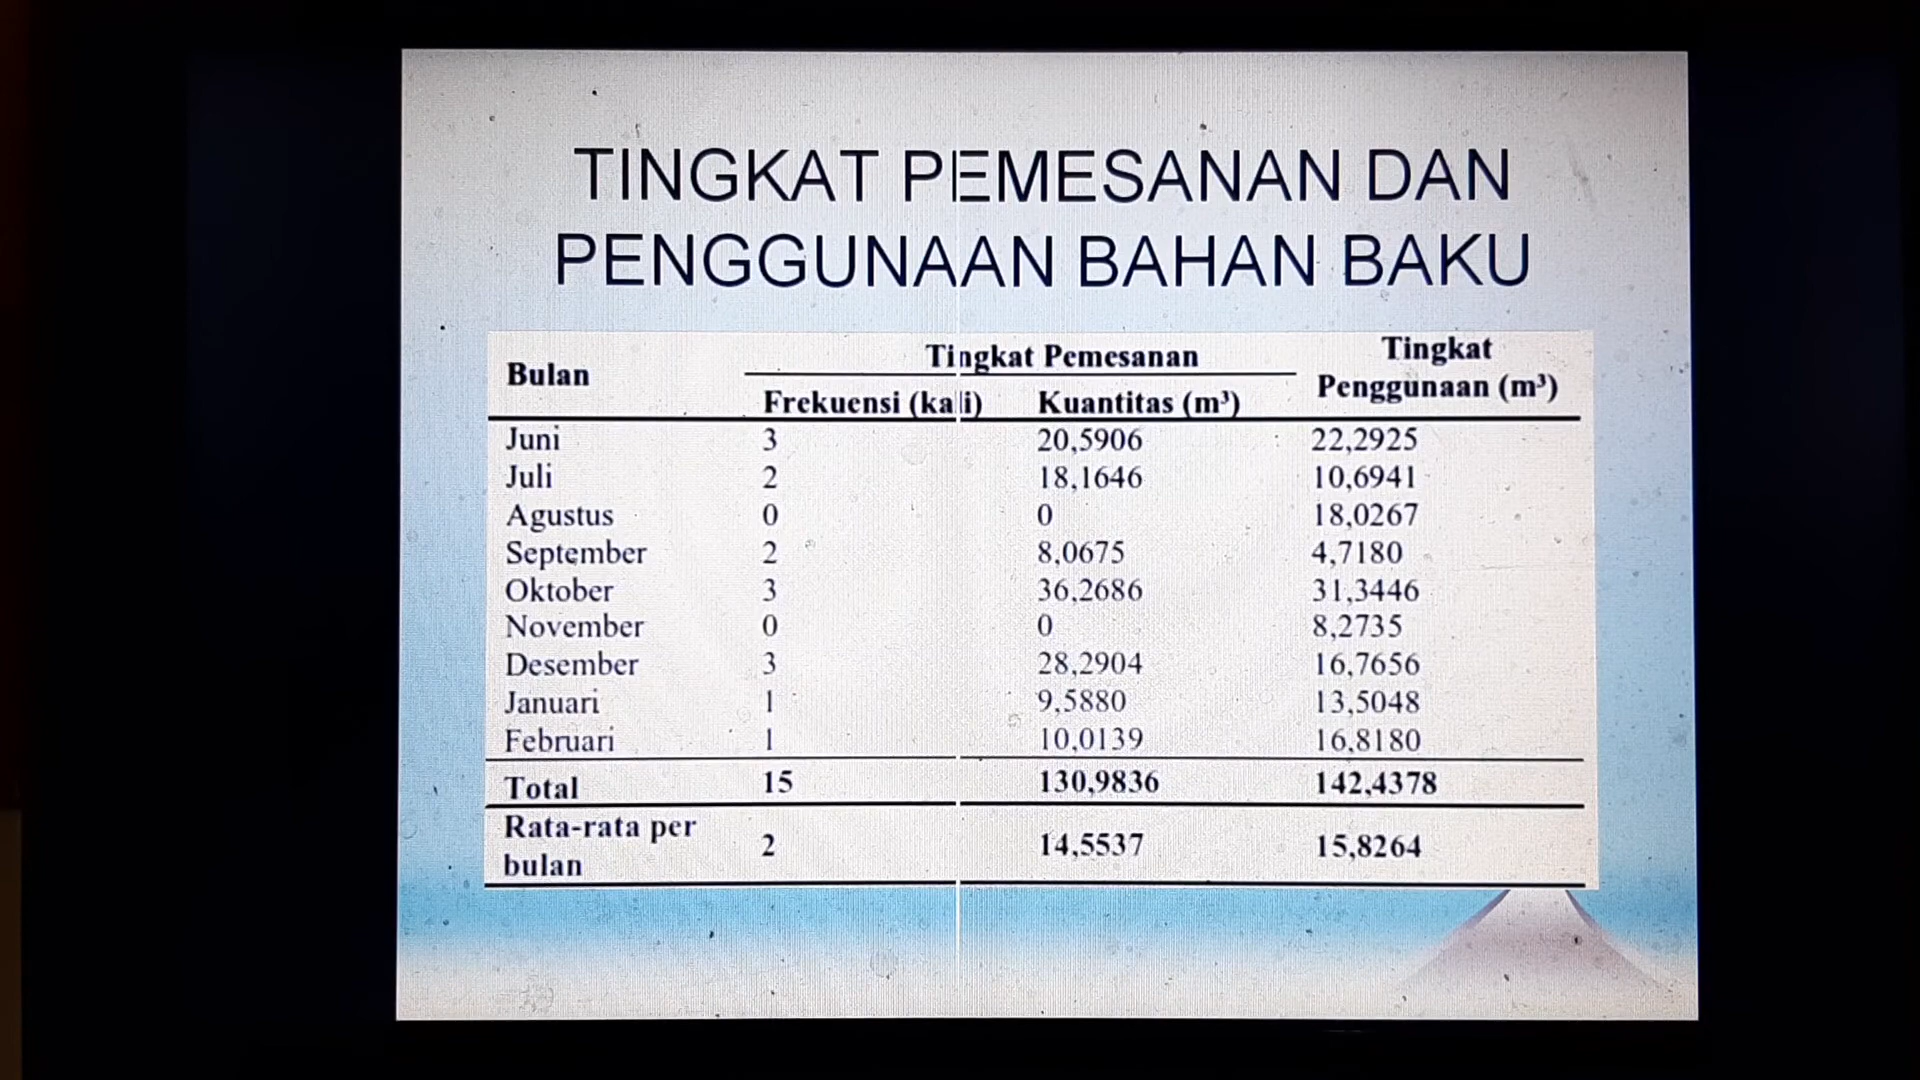 TINGKAT PEMESANAN DAN
PENGGUNAAN BAHAN BAKU
Bulan Tingkat Pemesanan Tingkat Penggunaan (m³)
Frekuensi (kali) Kuantitas (m³)
Juni 3 20,5906 22,2925
Juli 2 18,1646 10,6941
Agustus 0 0 18,0267
September 2 8,0675 4,7180
Oktober 3 36,2686 31,3446
November 0 0 8,2735
Desember 3 28,2904 16,7656
Januari 1 9,5880 13,5048
Februari 1 10,0139 16,8180
Total 15 130,9836 142,4378
Rata-rata per bulan 2 14,5537 15,8264